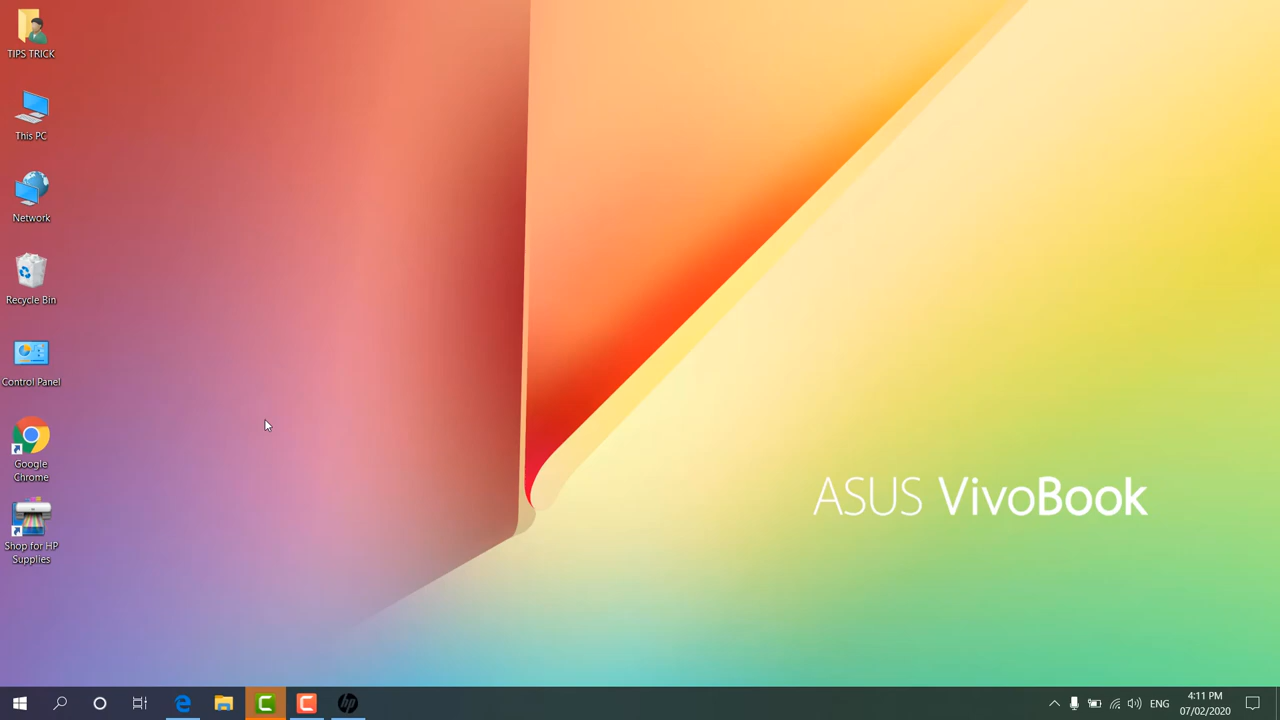 TIPS TRICK
This PC
Network
Recycle Bin
Control Panel
Google
Chrome
Shop for HP
Supplies
ASUS VivoBook
C
C
hp
ENG
4:11 PM
07/02/2020